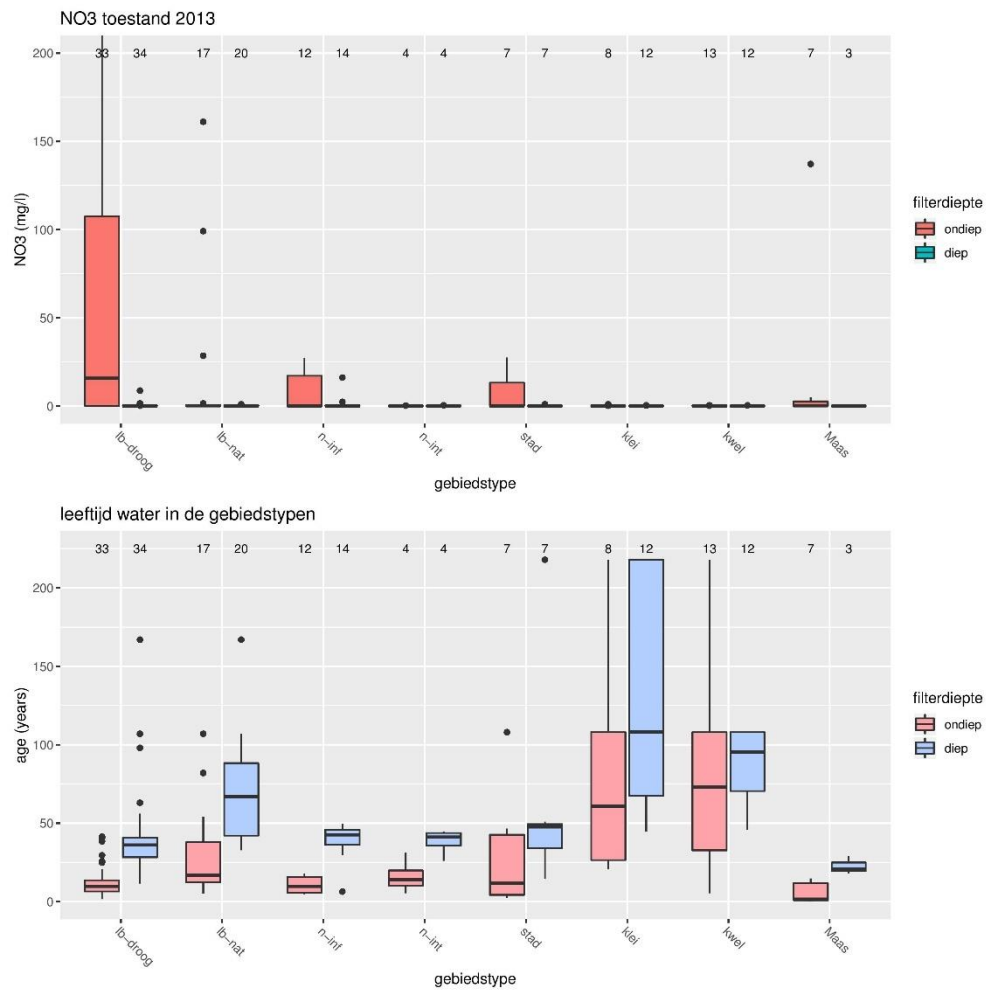 NO3 toestand 2013
33 34 17 20 12 14 4 4 7 7 8 12 13 12 7 3
200
150
100
50
0
NO3 (mg/l)
lb-droog lb-nat n-inf n-int stad klei kwel Maas
gebiedstype
filterdiepte
ondiep
diep
leeftijd water in de gebiedstypen
33 34 17 20 12 14 4 4 7 7 8 12 13 12 7 3
200
150
100
50
0
age (years)
lb-droog lb-nat n-inf n-int stad klei kwel Maas
gebiedstype
filterdiepte
ondiep
diep